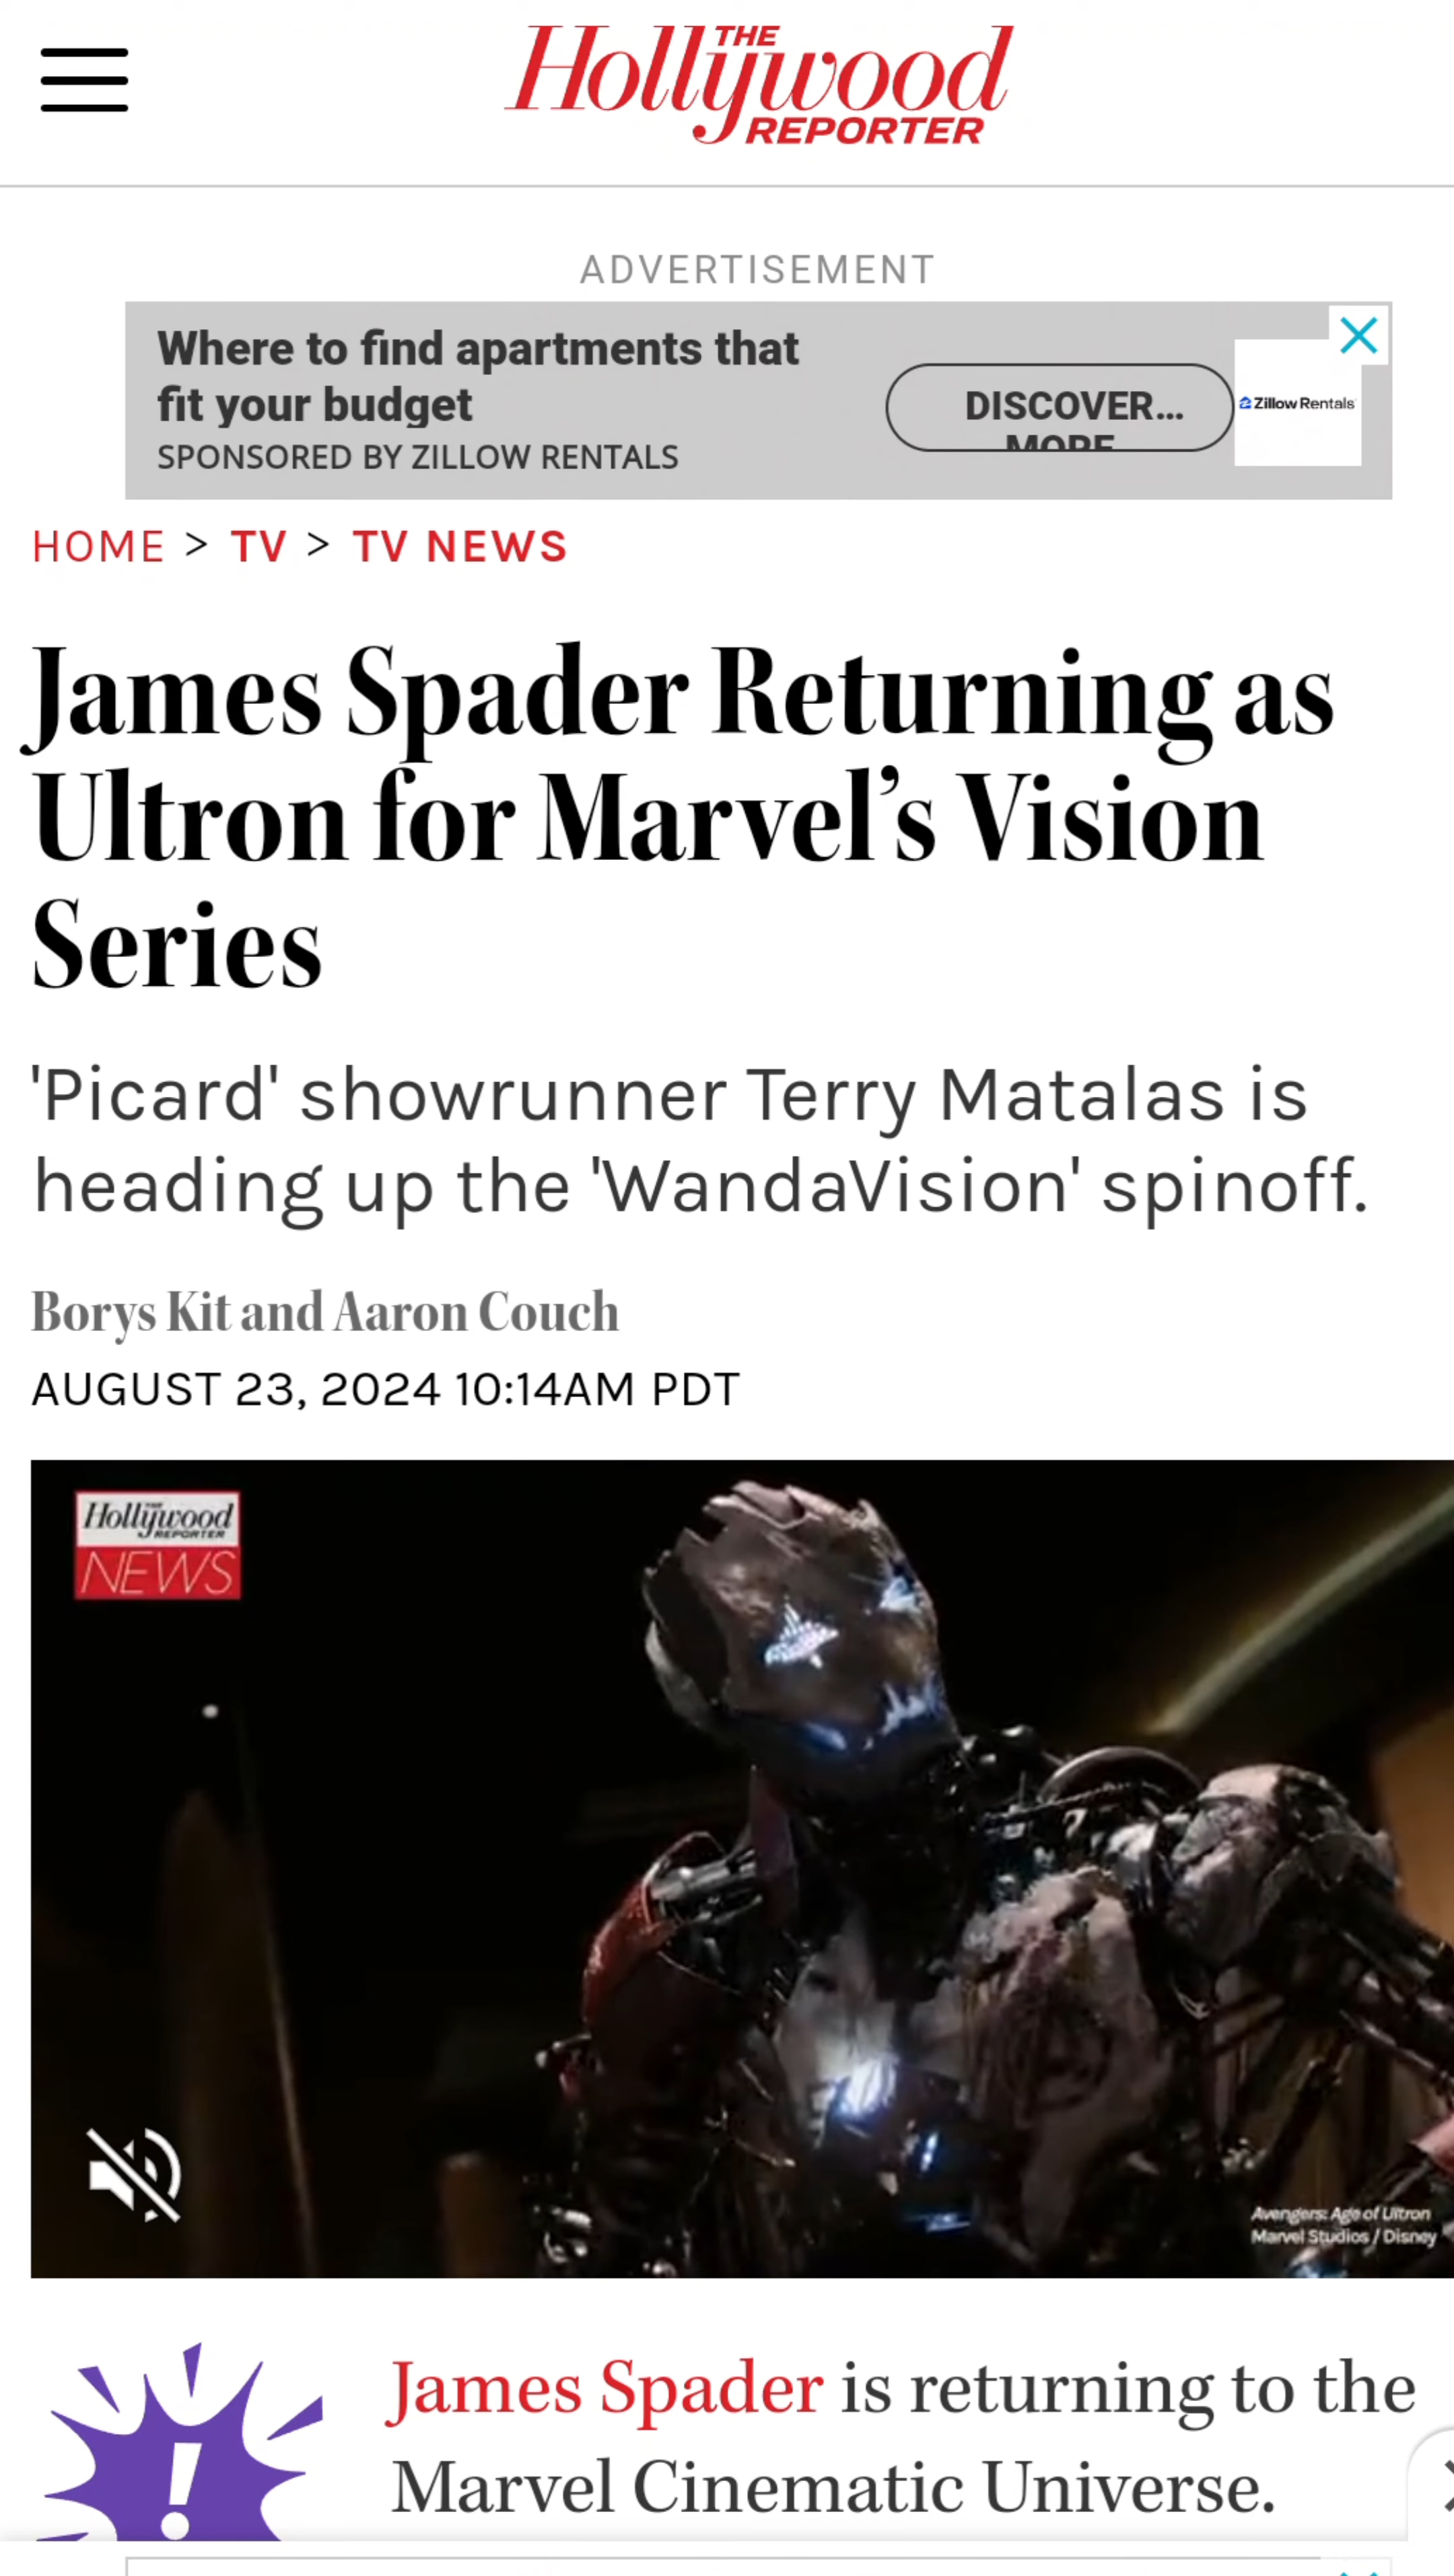 THE
Hollywood
REPORTER
ADVERTISEMENT
Where to find apartments that
fit your budget
SPONSORED BY ZILLOW RENTALS
DISCOVER...
MORE
Zillow Rentals
HOME > TV > TV NEWS
James Spader Returning as
Ultron for Marvel’s Vision
Series
'Picard' showrunner Terry Matalas is
heading up the 'WandaVision' spinoff.
Borys Kit and Aaron Couch
AUGUST 23, 2024 10:14AM PDT
THE
Hollywood
REPORTER
NEWS
Avengers: Age of Ultron
Marvel Studios / Disney
James Spader is returning to the
Marvel Cinematic Universe.